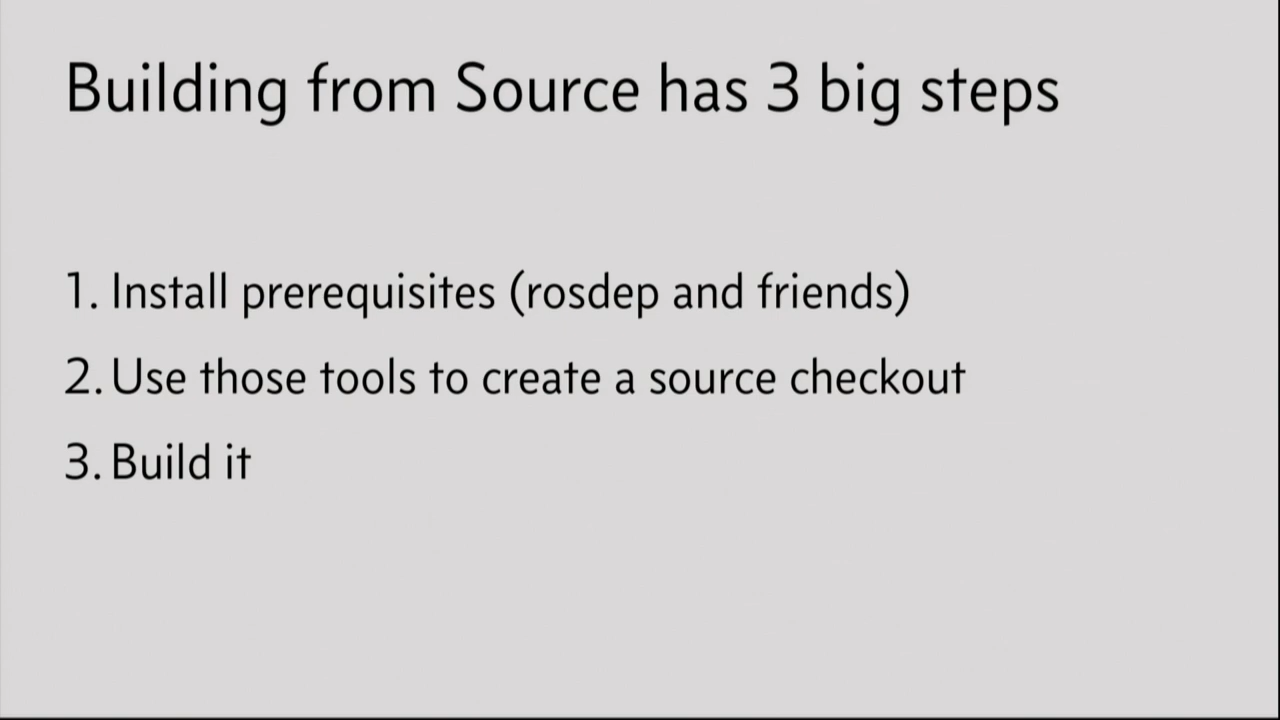 Building from Source has 3 big steps
1. Install prerequisites (rosdep and friends)
2. Use those tools to create a source checkout
3. Build it